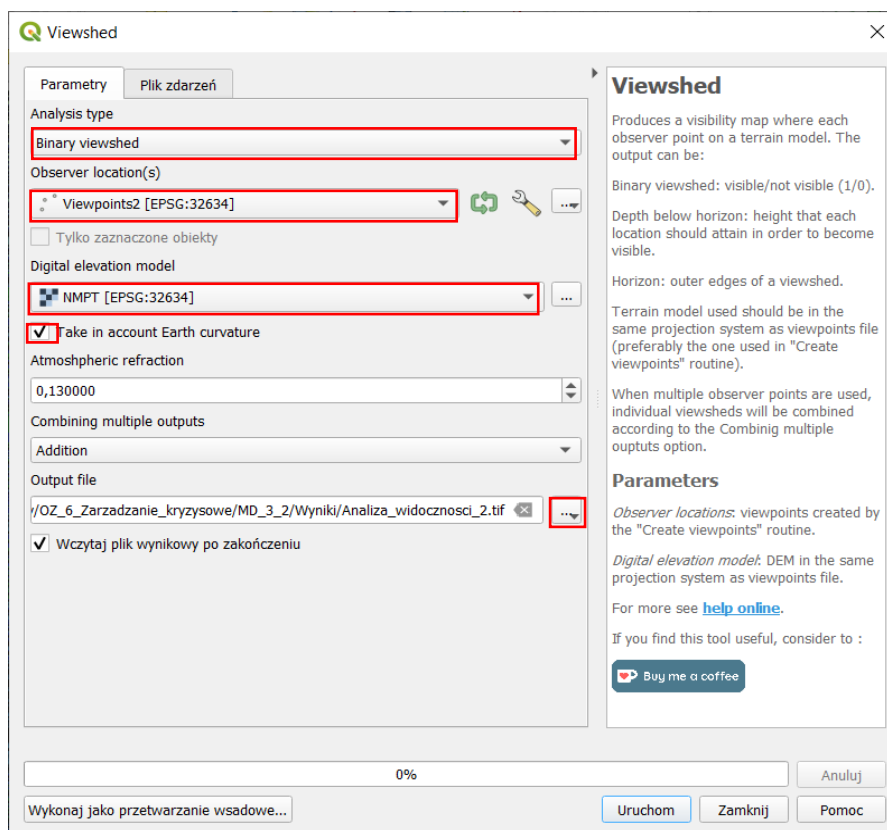 Viewshed
Parametry
Plik zdarzeń
Analysis type
Binary viewshed
Observer location(s)
Viewpoints2 [EPSG:32634]
...
Tylko zaznaczone obiekty
Digital elevation model
NMPT [EPSG:32634]
...
Take in account Earth curvature
Atmoshpheric refraction
0,130000
Combining multiple outputs
Addition
Output file
/OZ_6_Zarzadzanie_kryzysowe/MD_3_2/Wyniki/Analiza_widocznosci_2.tif
...
Wczytaj plik wynikowy po zakończeniu
Viewshed
Produces a visibility map where each
observer point on a terrain model. The
output can be:
Binary viewshed: visible/not visible (1/0).
Depth below horizon: height that each
location should attain in order to become
visible.
Horizon: outer edges of a viewshed.
Terrain model used should be in the
same projection system as viewpoints file
(preferably the one used in "Create
viewpoints" routine).
When multiple observer points are used,
individual viewsheds will be combined
according to the Combinig multiple
ouptuts option.
Parameters
Observer locations: viewpoints created by
the "Create viewpoints" routine.
Digital elevation model: DEM in the same
projection system as viewpoints file.
For more see help online.
If you find this tool useful, consider to :
Buy me a coffee
0%
Anuluj
Wykonaj jako przetwarzanie wsadowe...
Uruchom
Zamknij
Pomoc